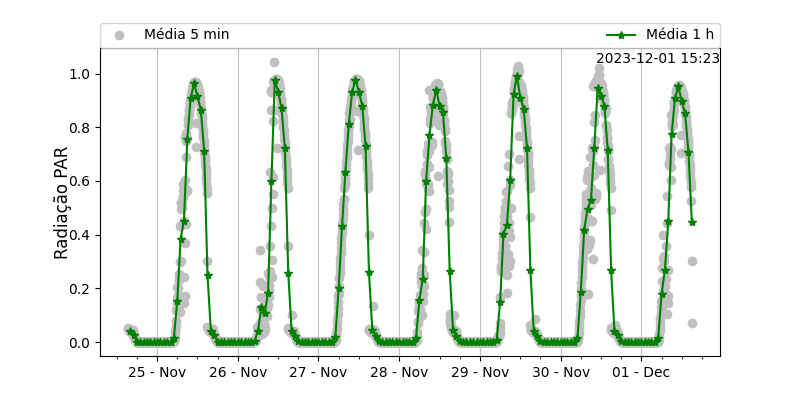 Média 5 min
Média 1 h
2023-12-01 15:23
Radiação PAR
1.0
0.8
0.6
0.4
0.2
0.0
25 - Nov
26 - Nov
27 - Nov
28 - Nov
29 - Nov
30 - Nov
01 - Dec